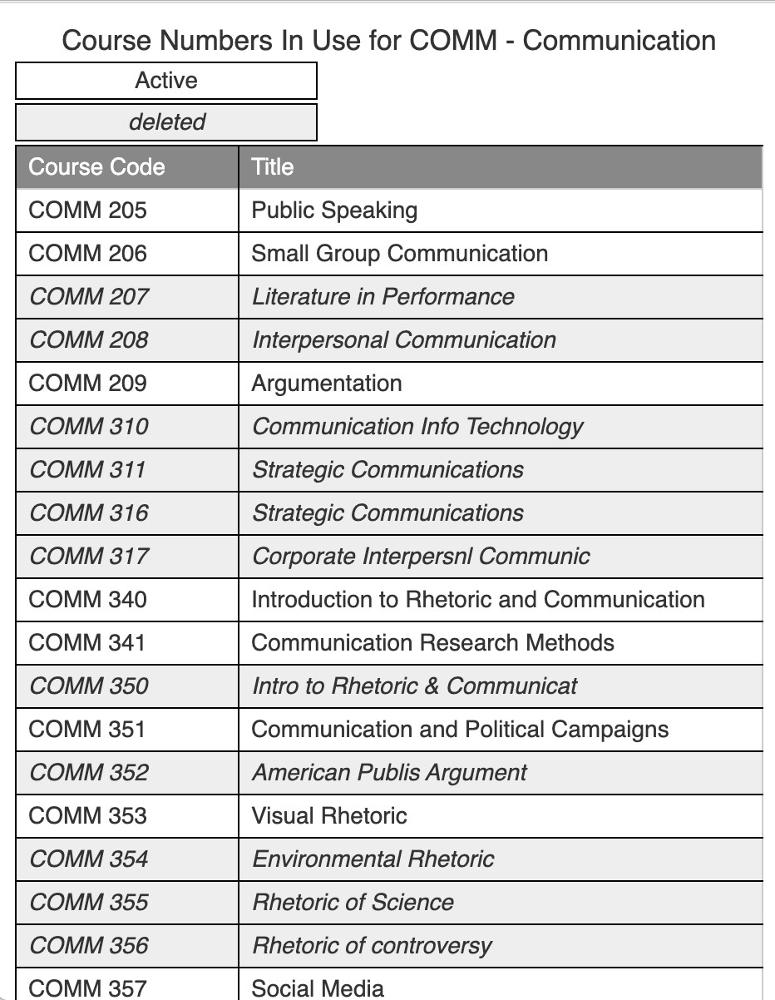 Course Numbers In Use for COMM - Communication
Active
deleted
Course Code Title
COMM 205 Public Speaking
COMM 206 Small Group Communication
COMM 207 Literature in Performance
COMM 208 Interpersonal Communication
COMM 209 Argumentation
COMM 310 Communication Info Technology
COMM 311 Strategic Communications
COMM 316 Strategic Communications
COMM 317 Corporate Interpersnl Communic
COMM 340 Introduction to Rhetoric and Communication
COMM 341 Communication Research Methods
COMM 350 Intro to Rhetoric & Communicat
COMM 351 Communication and Political Campaigns
COMM 352 American Publis Argument
COMM 353 Visual Rhetoric
COMM 354 Environmental Rhetoric
COMM 355 Rhetoric of Science
COMM 356 Rhetoric of controversy
COMM 357 Social Media